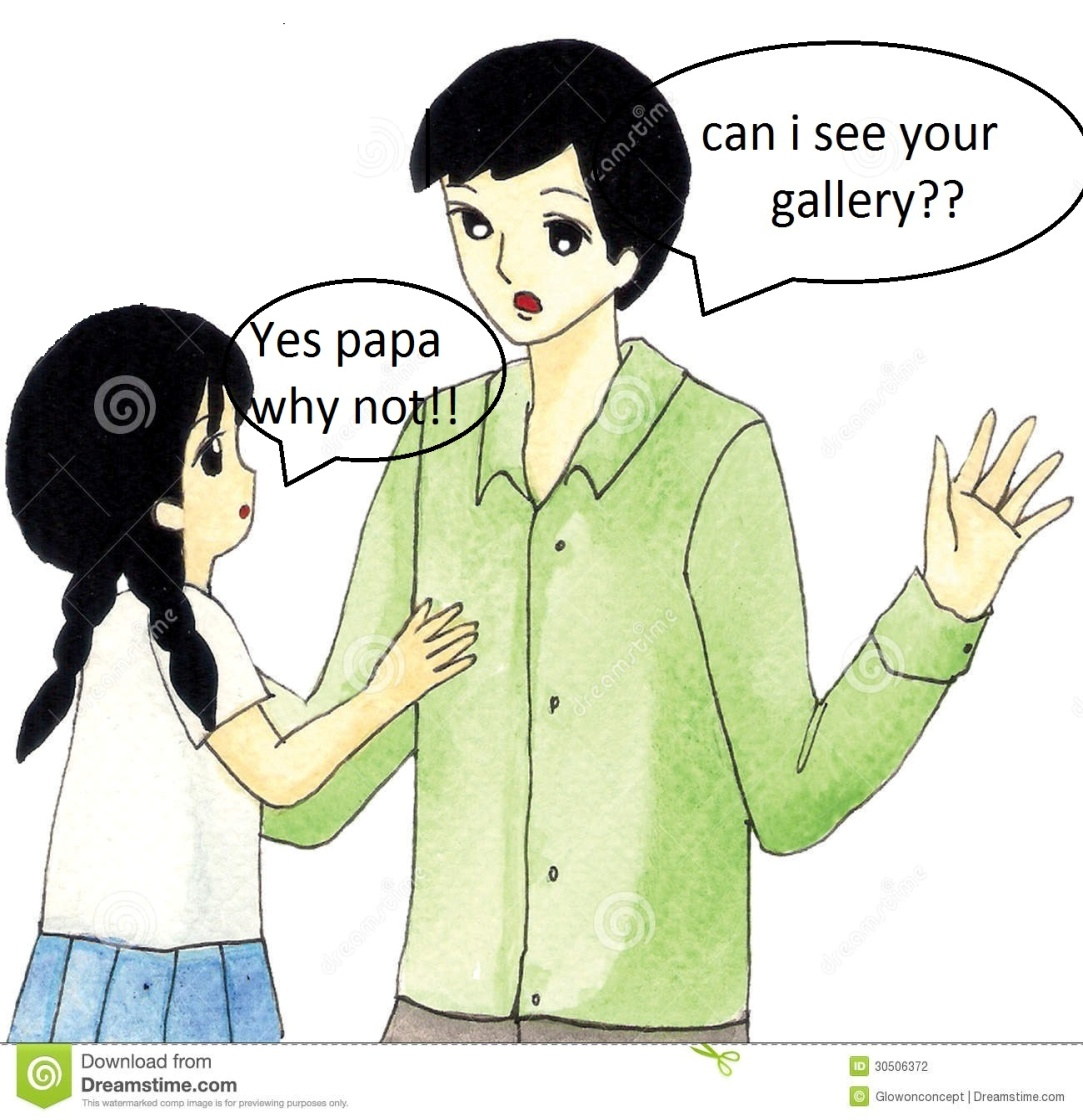 can i see your
gallery??
Yes papa
why not!!
dreamstime
Download from
Dreamstime.com
This watermarked comp image is for previewing purposes only.
ID 30506372
© Glowonconcept | Dreamstime.com